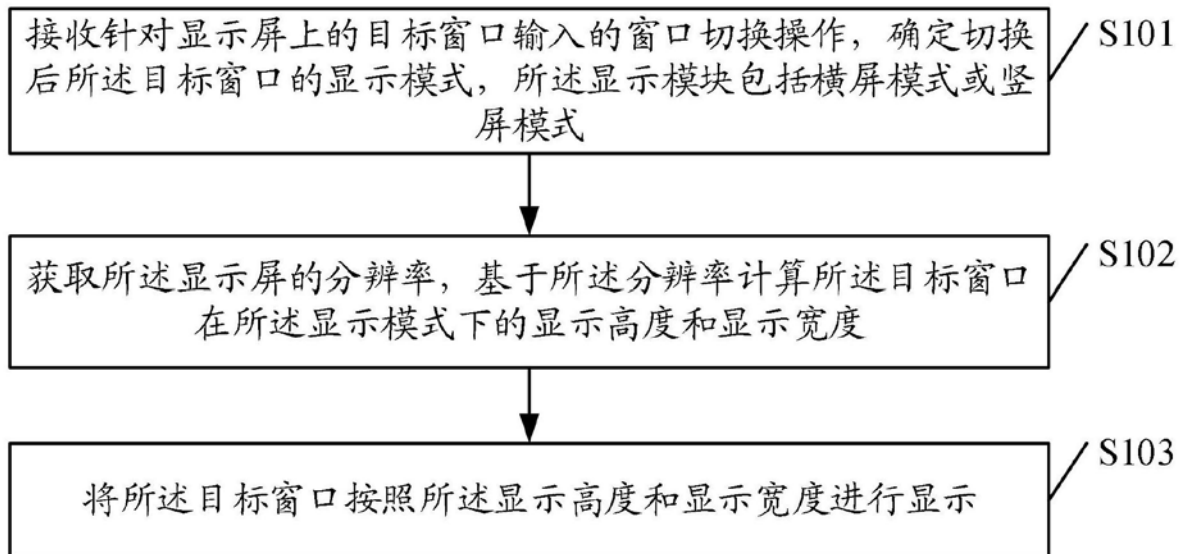 接收针对显示屏上的目标窗口输入的窗口切换操作，确定切换
后所述目标窗口的显示模式，所述显示模块包括横屏模式或竖
屏模式
S101
获取所述显示屏的分辨率，基于所述分辨率计算所述目标窗口
在所述显示模式下的显示高度和显示宽度
S102
将所述目标窗口按照所述显示高度和显示宽度进行显示
S103